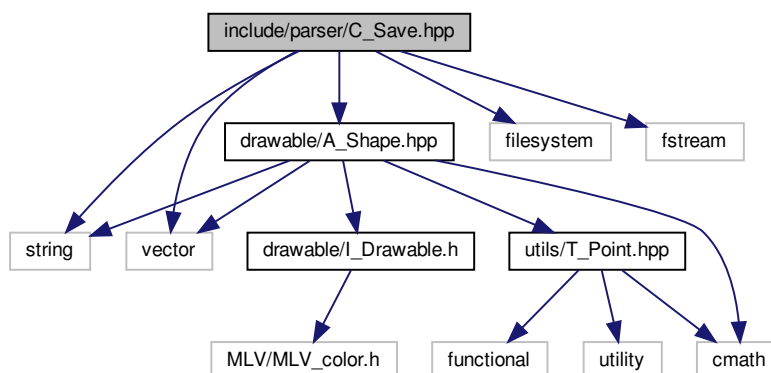 include/parser/C_Save.hpp
drawable/A_Shape.hpp
filesystem
fstream
string
vector
drawable/I_Drawable.h
utils/T_Point.hpp
MLV/MLV_color.h
functional
utility
cmath